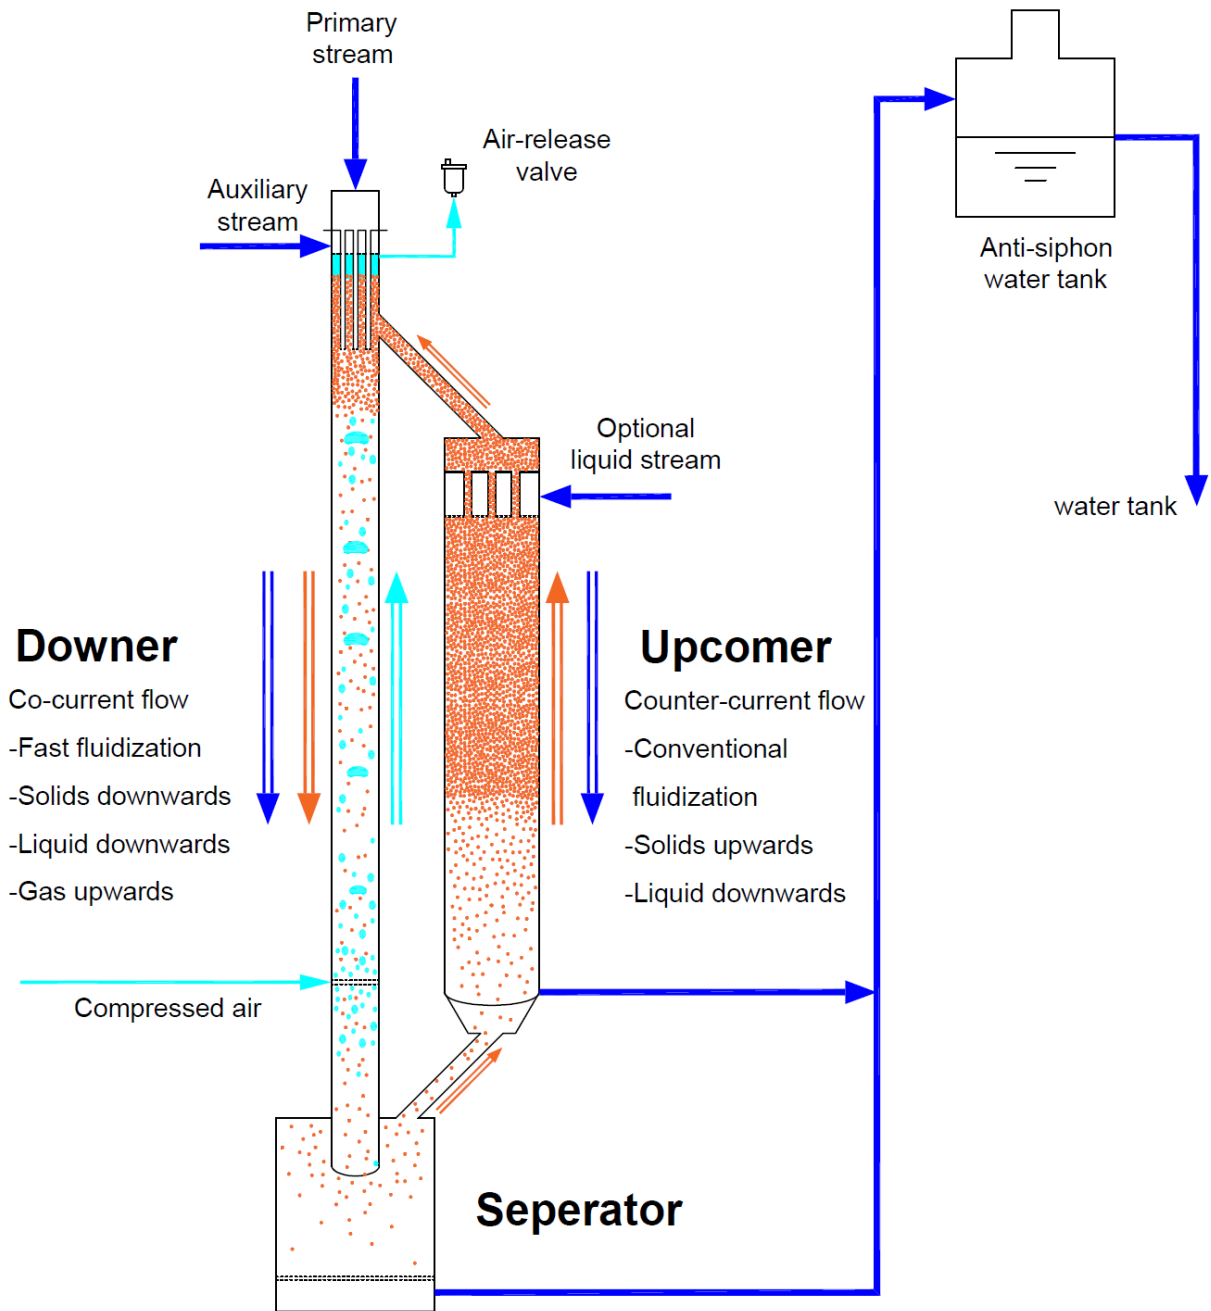 Primary
stream
Air-release
valve
Auxiliary
stream
Anti-siphon
water tank
Optional
liquid stream
water tank
Downer
Co-current flow
-Fast fluidization
-Solids downwards
-Liquid downwards
-Gas upwards
Upcomer
Counter-current flow
-Conventional
fluidization
-Solids upwards
-Liquid downwards
Compressed air
Seperator